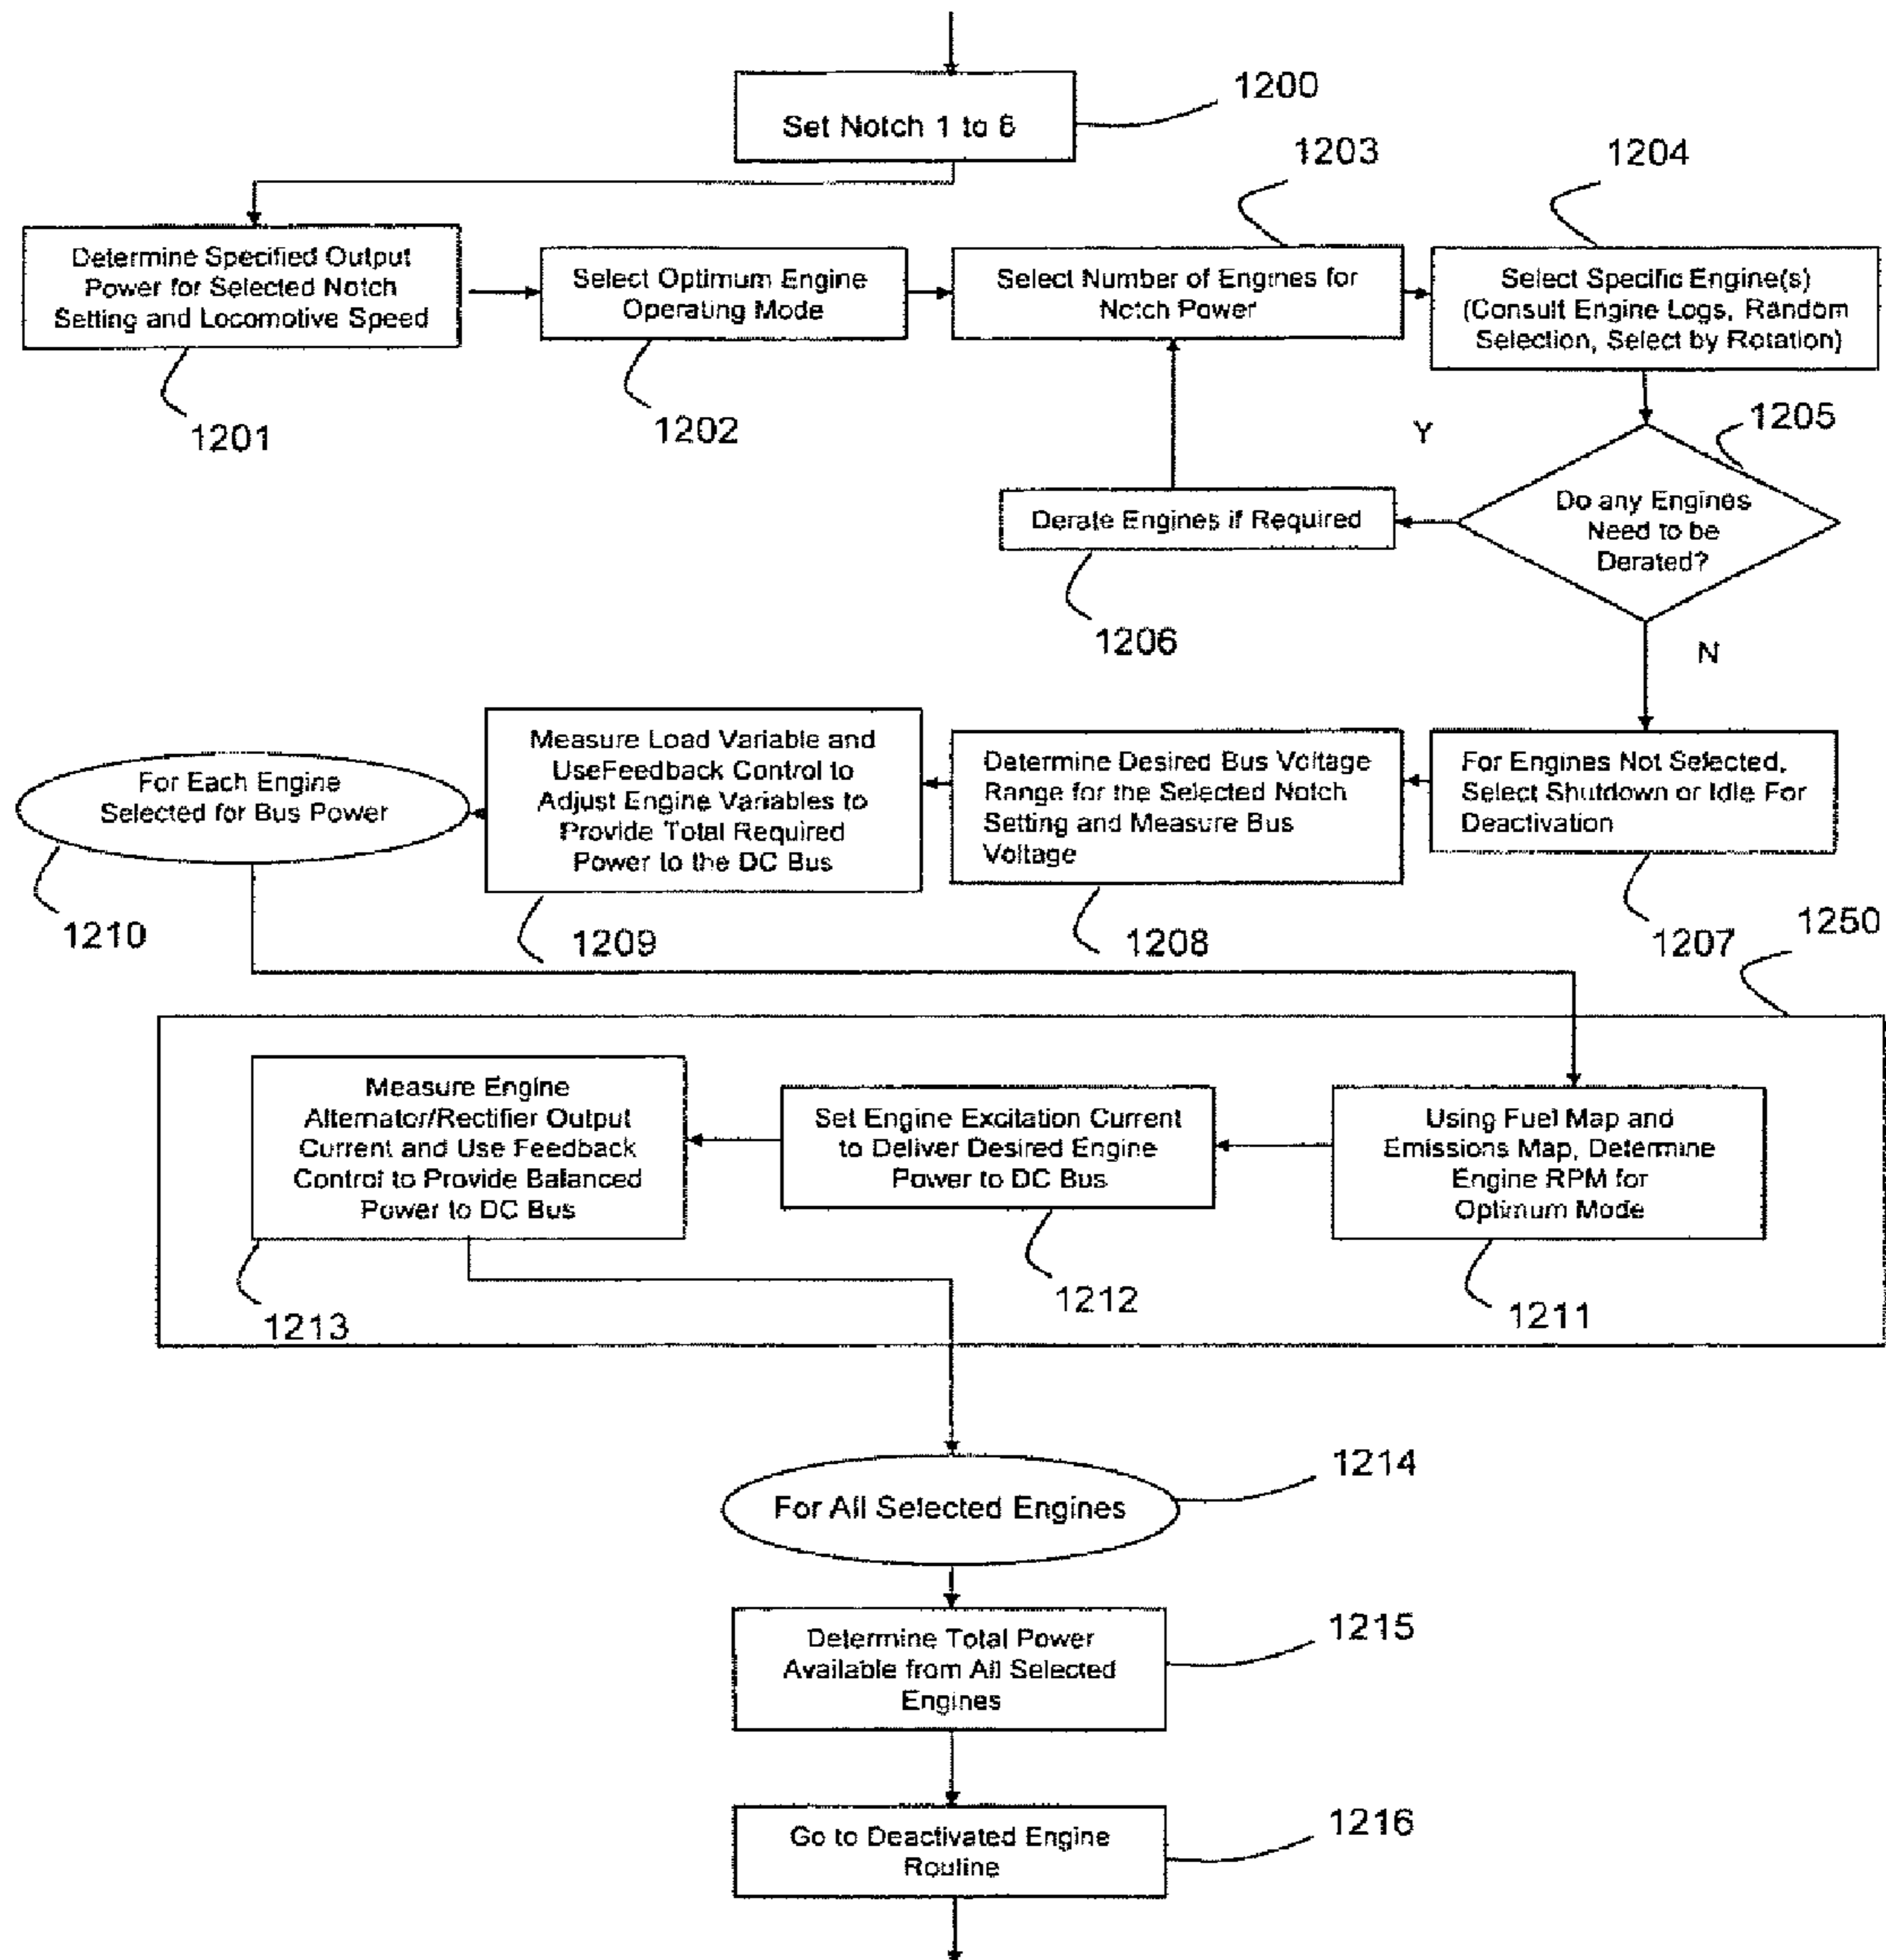 Set Notch 1 to 8
1200
1203
1204
Determine Specified Output
Power for Selected Notch
Setting and Locomotive Speed
1201
Select Optimum Engine
Operating Mode
1202
Select Number of Engines for
Notch Power
Select Specific Engine(s)
(Consult Engine Logs, Random
Selection, Select by Rotation)
1205
Y
Do any Engines
Need to be
Derated?
Derate Engines if Required
1206
N
For Each Engine
Selected for Bus Power
1210
Measure Load Variable and
UseFeedback Control to
Adjust Engine Variables to
Provide Total Required
Power to the DC Bus
1209
Determine Desired Bus Voltage
Range for the Selected Notch
Setting and Measure Bus
Voltage
1208
For Engines Not Selected,
Select Shutdown or Idle For
Deactivation
1207
1250
Measure Engine
Alternator/Rectifier Output
Current and Use Feedback
Control to Provide Balanced
Power to DC Bus
1213
Set Engine Excitation Current
to Deliver Desired Engine
Power to DC Bus
1212
Using Fuel Map and
Emissions Map, Determine
Engine RPM for
Optimum Mode
1211
For All Selected Engines
1214
Determine Total Power
Available from All Selected
Engines
1215
Go to Deactivated Engine
Routine
1216